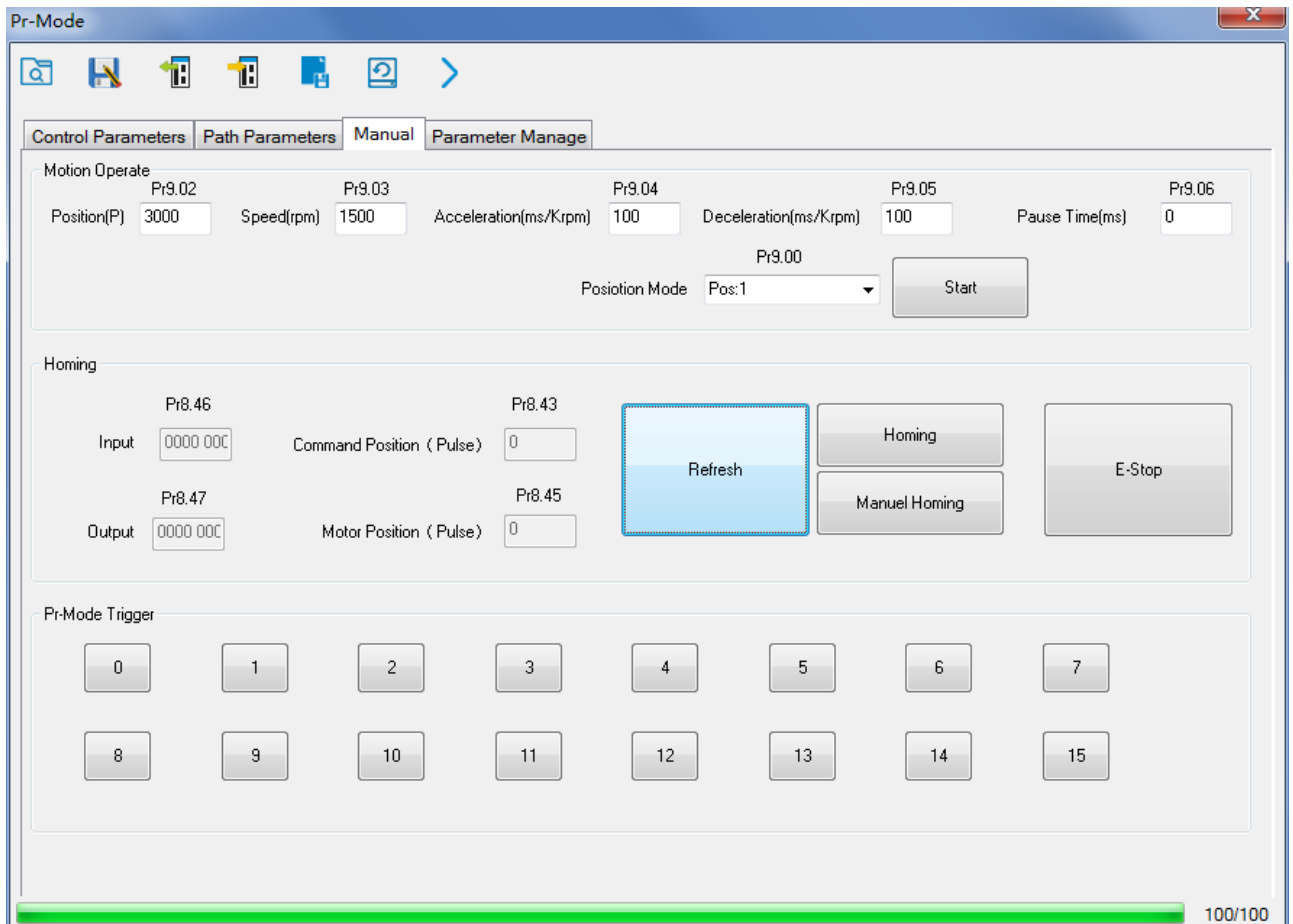 Pr-Mode
Control Parameters Path Parameters Manual Parameter Manage
Motion Operate
Pr9.02 Pr9.03 Pr9.04 Pr9.05 Pr9.06
Position(P) 3000 Speed(rpm) 1500 Acceleration(ms/Krpm) 100 Deceleration(ms/Krpm) 100 Pause Time(ms) 0
Pr9.00
Posiotion Mode Pos:1 Start
Homing
Pr8.46 Pr8.43
Input 0000 000 Command Position ( Pulse) 0 Refresh Homing E-Stop
Pr8.47 Pr8.45 Manuel Homing
Output 0000 000 Motor Position ( Pulse) 0
Pr-Mode Trigger
0 1 2 3 4 5 6 7
8 9 10 11 12 13 14 15
100/100